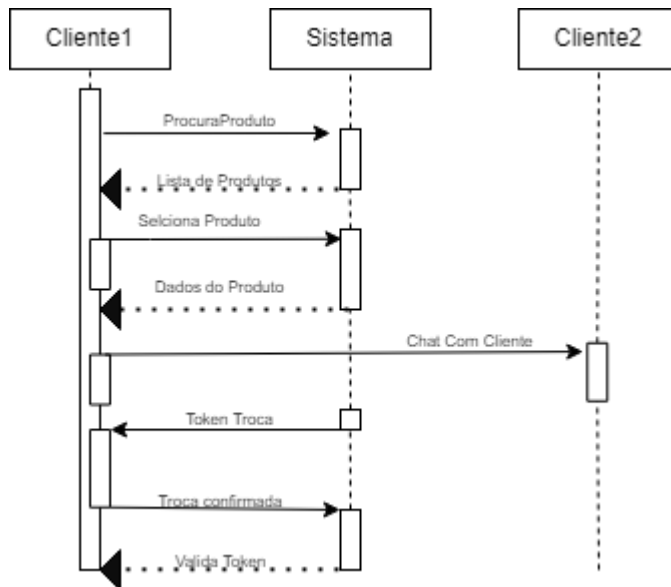 Cliente1
Sistema
Cliente2
ProcuraProduto
Lista de Produtos
Selciona Produto
Dados do Produto
Chat Com Cliente
Token Troca
Troca confirmada
Valida Token